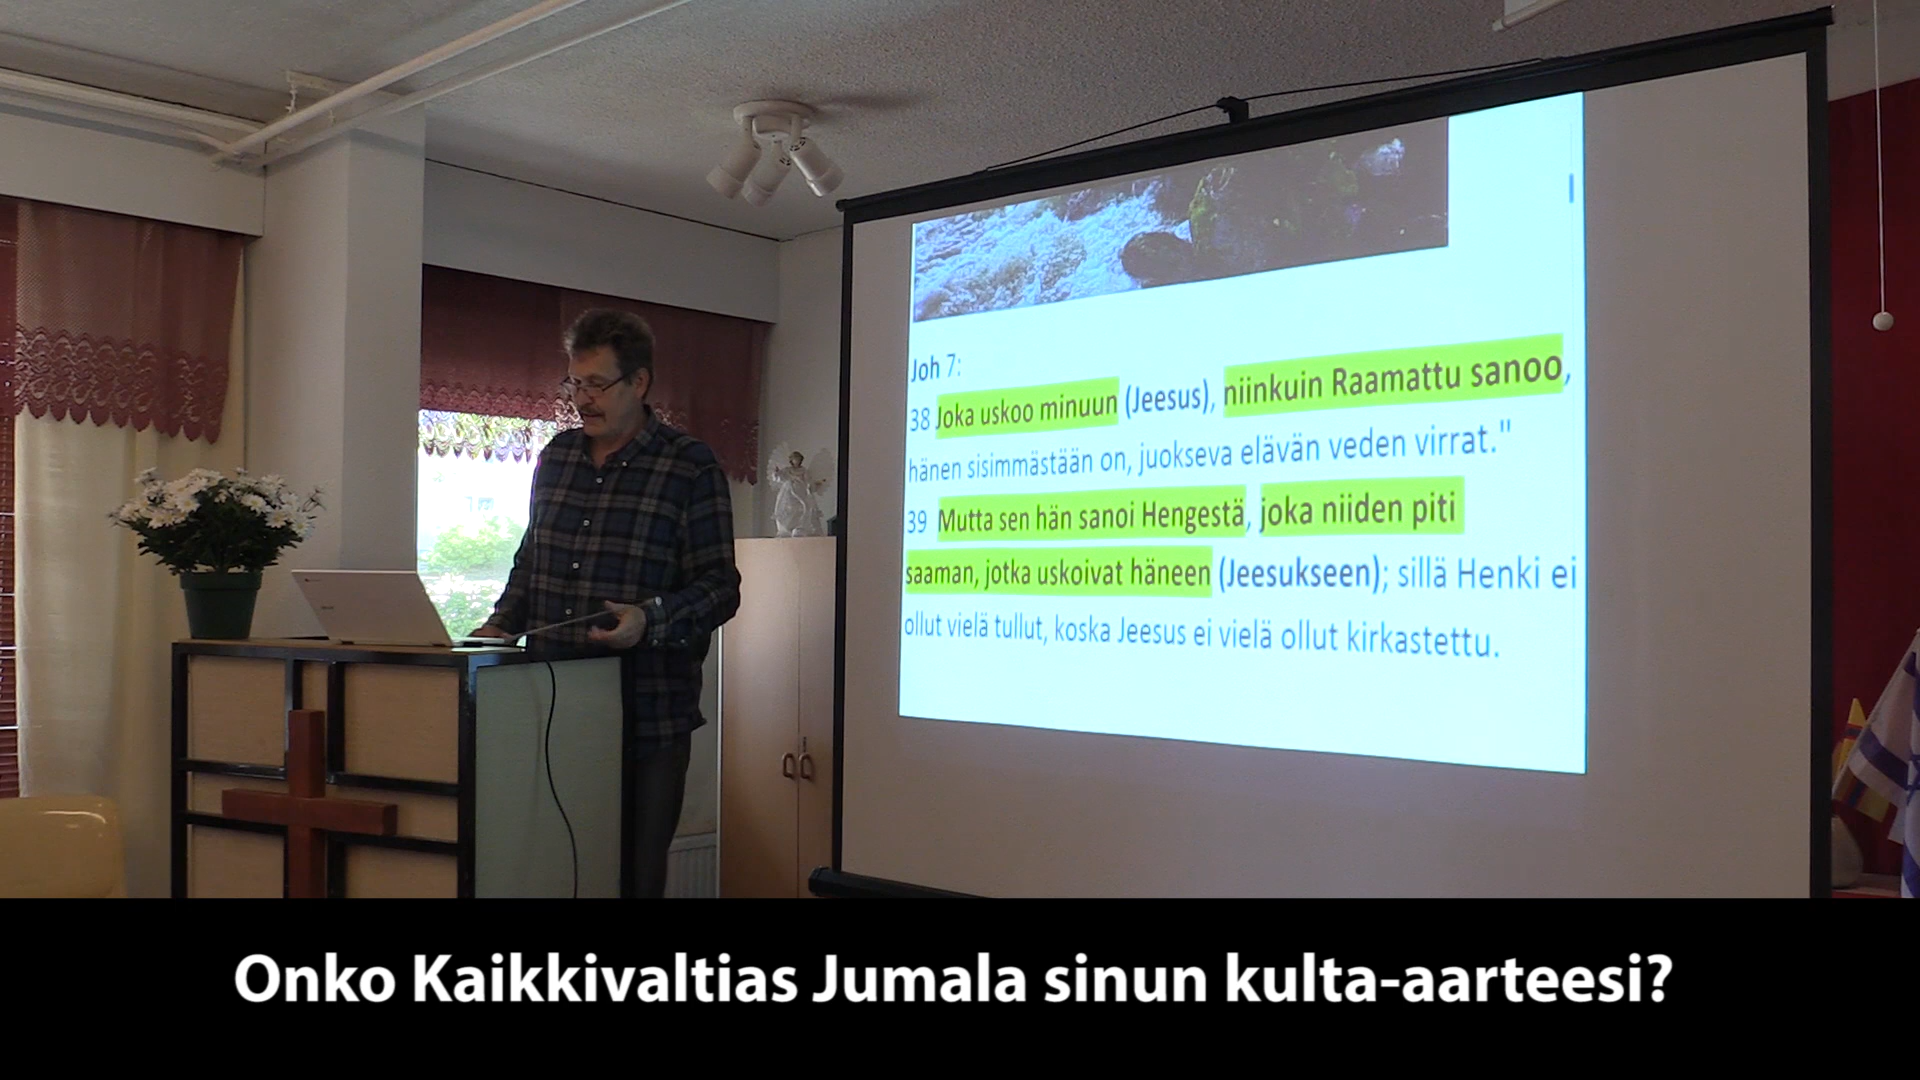 Joh 7:
38 Joka uskoo minuun (Jeesus), niinkuin Raamattu sanoo,
hänen sisimmästään on, juokseva elävän veden virrat."
39 Mutta sen hän sanoi Hengestä, joka niiden piti
saaman, jotka uskoivat häneen (Jeesukseen); sillä Henki ei
ollut vielä tullut, koska Jeesus ei vielä ollut kirkastettu.
Onko Kaikkivaltias Jumala sinun kulta-aarteesi?